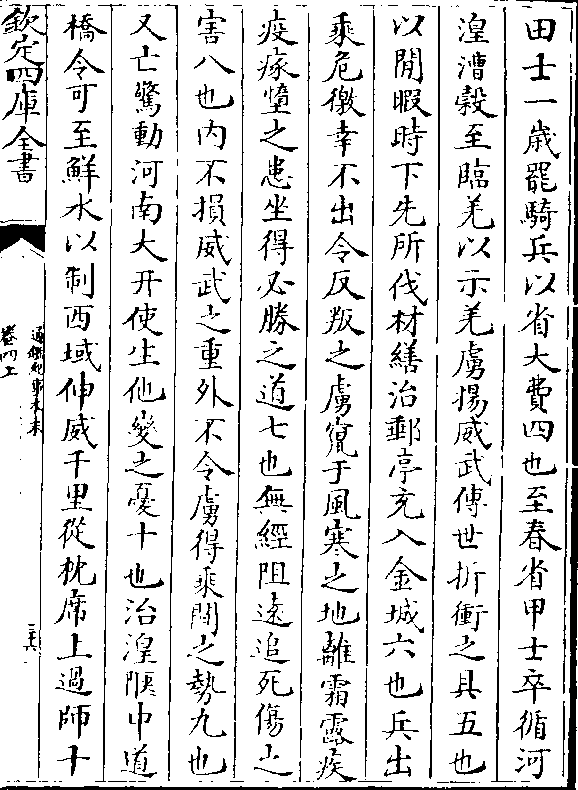 田士一歲罷騎兵以省大費四也至春省甲士卒循河
湟漕糓至臨羌以示羌虜揚威武傳世折衝之具五也
以閒暇時下先所伐材繕治郵亭充入金城六也兵出
乘危徼幸不出令反叛之虜竄于風寒之地離霜露疾
疫瘃墮之患坐得必勝之道七也無經阻逺追死傷之
害八也内不損威武之重外不令虜得乘間之勢九也
又亡驚動河南大幵使生他變之憂十也治湟陿中道
橋令可至鮮水以制西域伸威千里從枕席上過師十
欽定四庫全書
通鑑紀事本末
卷四上